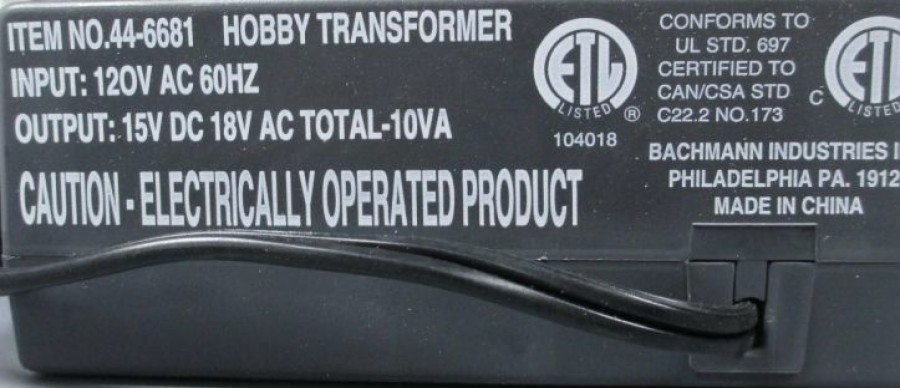 ITEM NO.44-6681 HOBBY TRANSFORMER
INPUT: 120V AC 60HZ
OUTPUT: 15V DC 18V AC TOTAL-10VA
CAUTION - ELECTRICALLY OPERATED PRODUCT
ETL
LISTED ®
104018
CONFORMS TO
UL STD. 697
CERTIFIED TO
CAN/CSA STD
C22.2 NO.173
C ETL
LISTED
BACHMANN INDUSTRIES
PHILADELPHIA PA. 1912
MADE IN CHINA